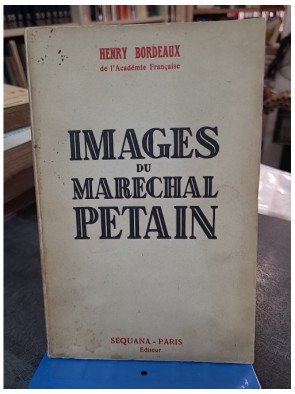 HENRY BORDEAUX
de l'Académie Française
IMAGES
DU
MARECHAL
PETAIN
SEQUANA - PARIS
Editeur